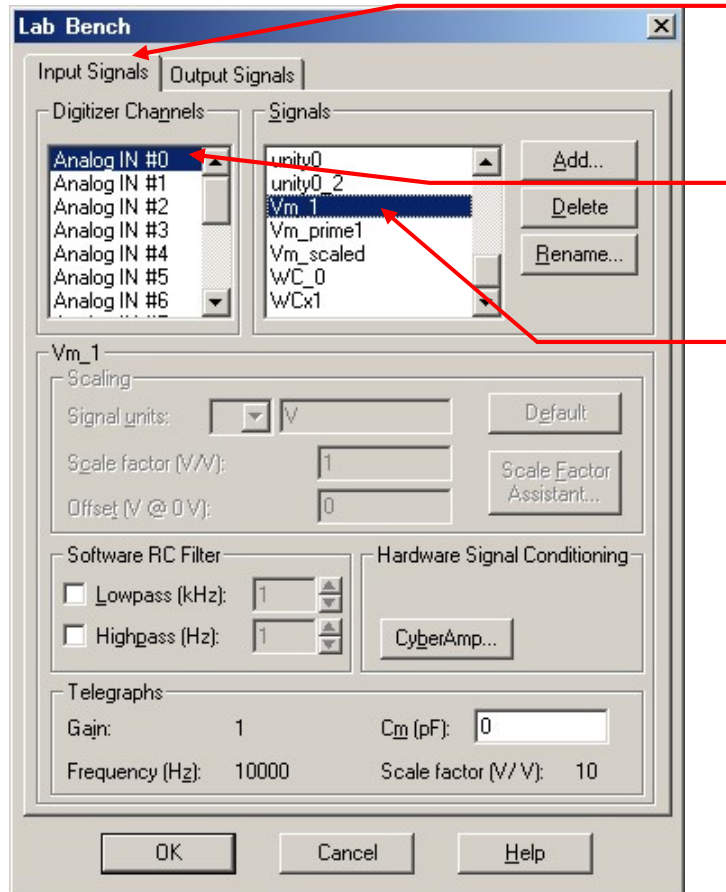 Lab Bench
Input Signals
Output Signals
Digitizer Channels
Analog IN #0
Analog IN #1
Analog IN #2
Analog IN #3
Analog IN #4
Analog IN #5
Analog IN #6
Signals
unity0
unity0_2
Vm_1
Vm_prime1
Vm_scaled
WC_0
WCx1
Add...
Delete
Rename...
Vm_1
Scaling
Signal units: V
Default
Scale factor (V/V): 1
Scale Factor
Assistant...
Offset (V @ 0 V): 0
Software RC Filter
Lowpass (kHz): 1
Highpass (Hz): 1
Hardware Signal Conditioning
CyberAmp...
Telegraphs
Gain: 1 Cm (pF): 0
Frequency (Hz): 10000 Scale factor (V/ V): 10
OK Cancel Help